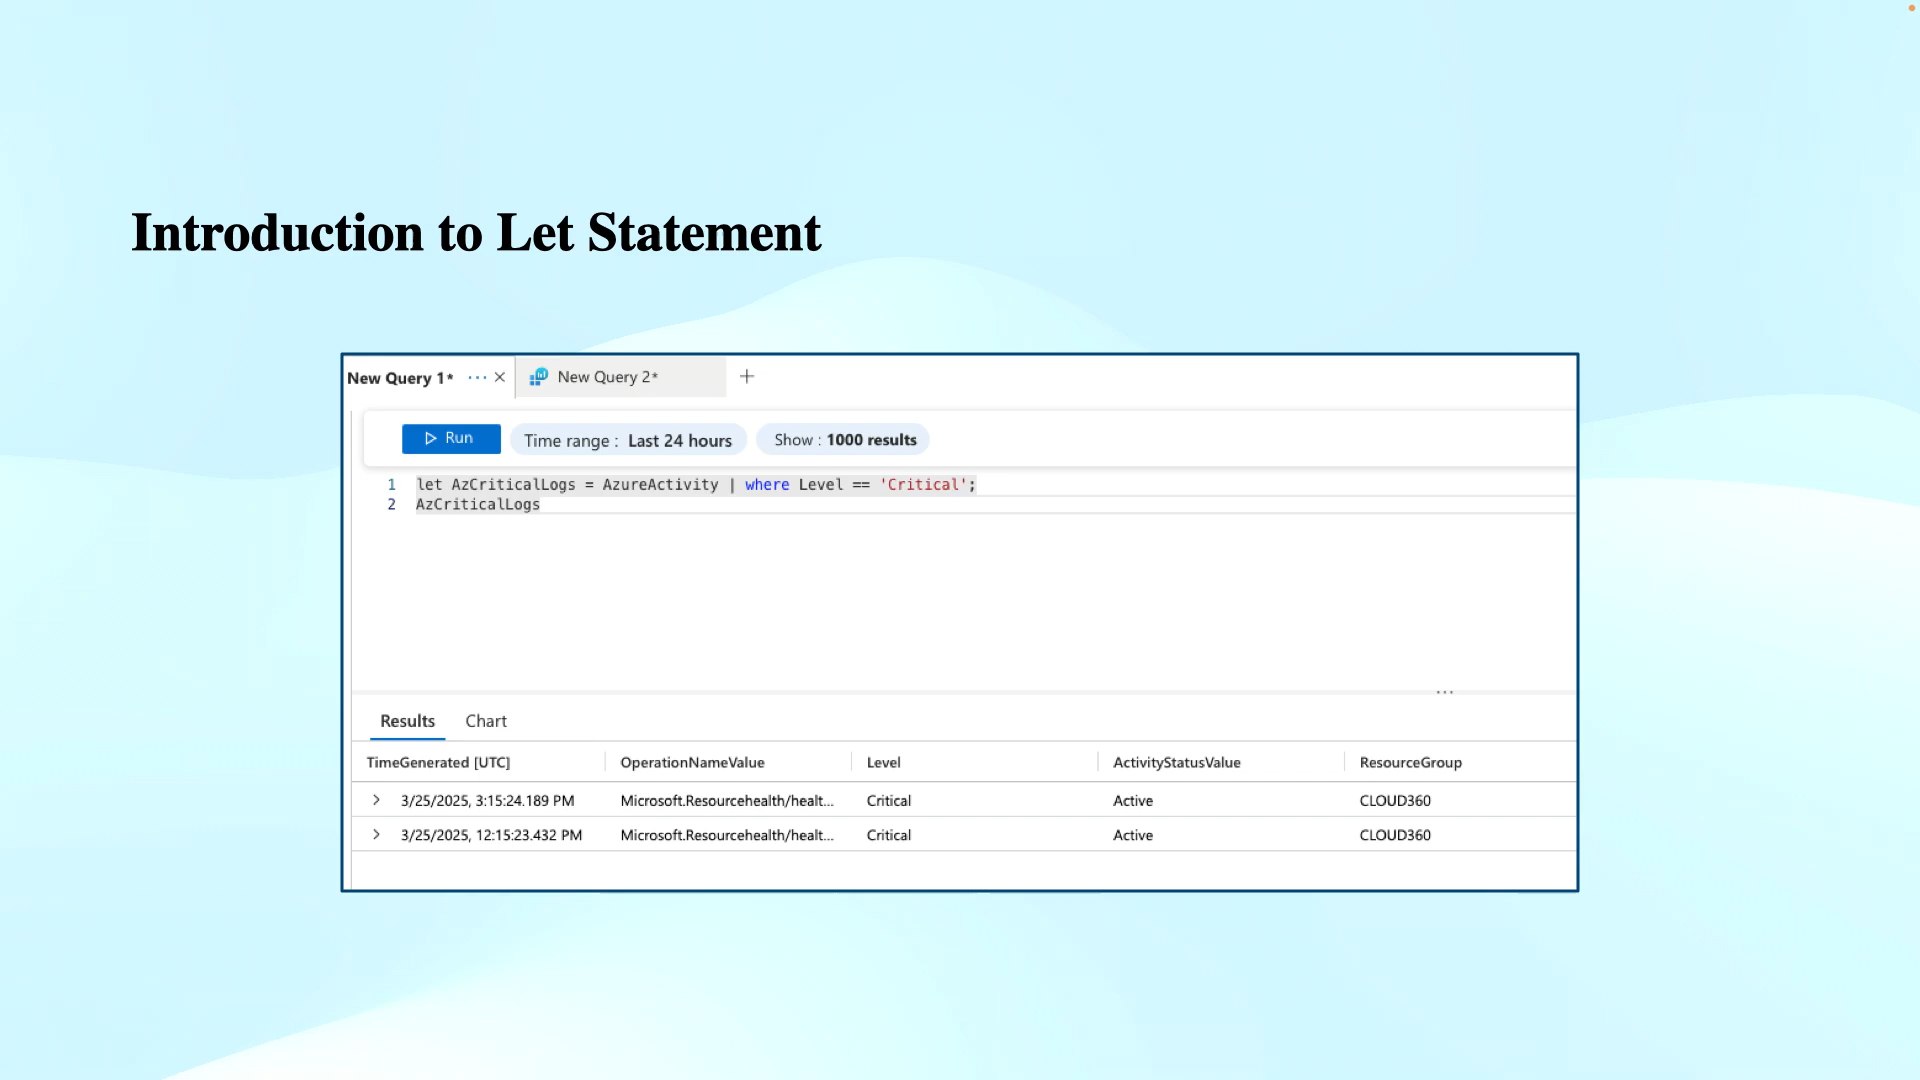 Introduction to Let Statement
New Query 1* ··· × New Query 2* +
Run Time range : Last 24 hours Show : 1000 results
1 let AzCriticalLogs = AzureActivity | where Level == 'Critical';
2 AzCriticalLogs
...
Results Chart
TimeGenerated [UTC] OperationNameValue Level ActivityStatusValue ResourceGroup
> 3/25/2025, 3:15:24.189 PM Microsoft.Resourcehealth/healt... Critical Active CLOUD360
> 3/25/2025, 12:15:23.432 PM Microsoft.Resourcehealth/healt... Critical Active CLOUD360